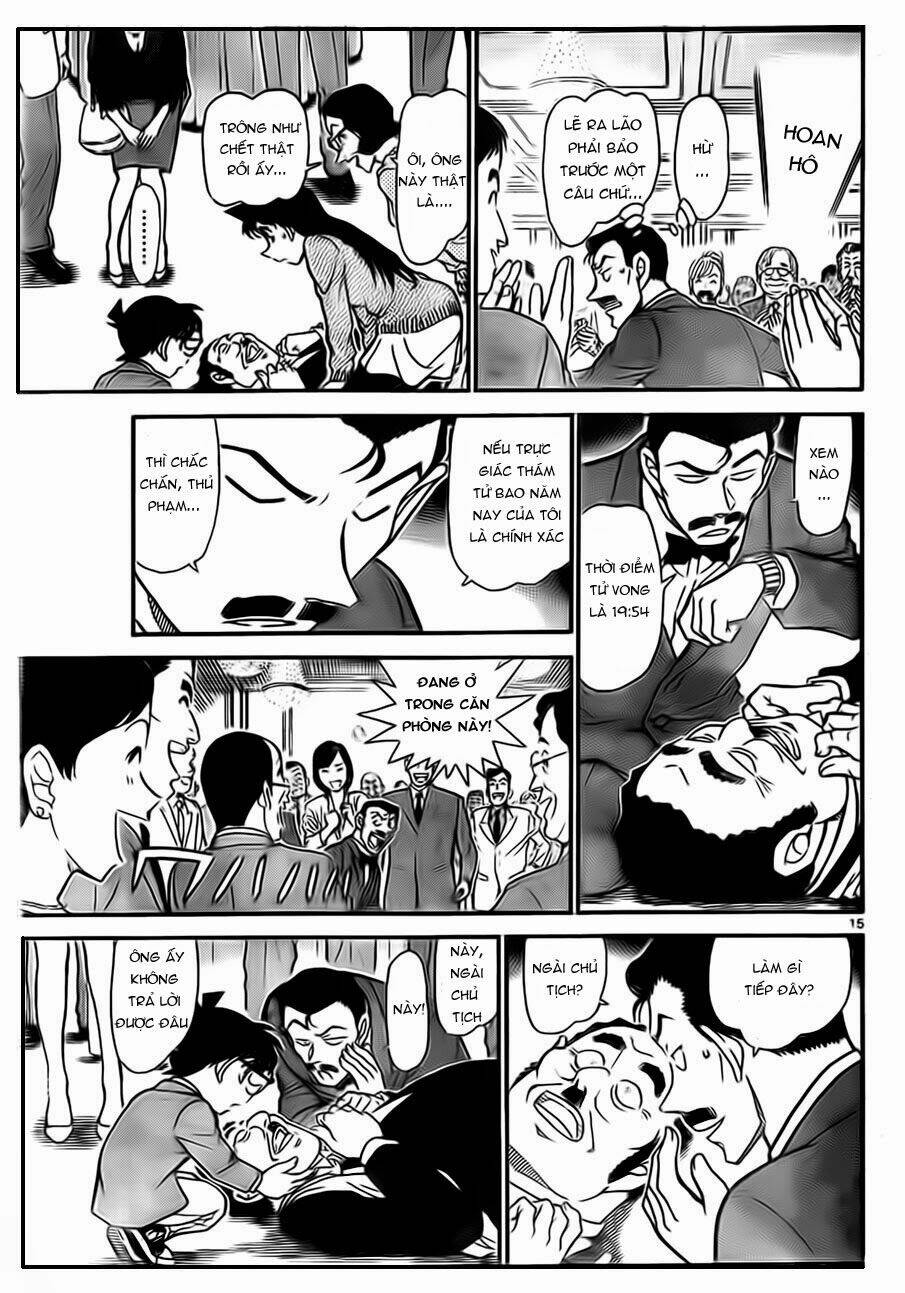 HOAN
HÔ
HỪ
...
LẼ RA LÃO
PHẢI BẢO
TRƯỚC MỘT
CÂU CHỨ...
ÔI, ÔNG
NÀY THẬT
LÀ....
TRÔNG NHƯ
CHẾT THẬT
RỒI ẤY...
........
XEM
NÀO
...
THỜI ĐIỂM
TỬ VONG
LÀ 19:54
NẾU TRỰC
GIÁC THÁM
TỬ BAO NĂM
NAY CỦA TÔI
LÀ CHÍNH XÁC
THÌ CHẮC
CHẮN, THỦ
PHẠM...
ĐANG Ở
TRONG CĂN
PHÒNG NÀY!
15
LÀM GÌ
TIẾP ĐÂY?
NGÀI CHỦ
TỊCH?
NÀY,
NGÀI
CHỦ
TỊCH
NÀY!
ÔNG ẤY
KHÔNG
TRẢ LỜI
ĐƯỢC ĐÂU